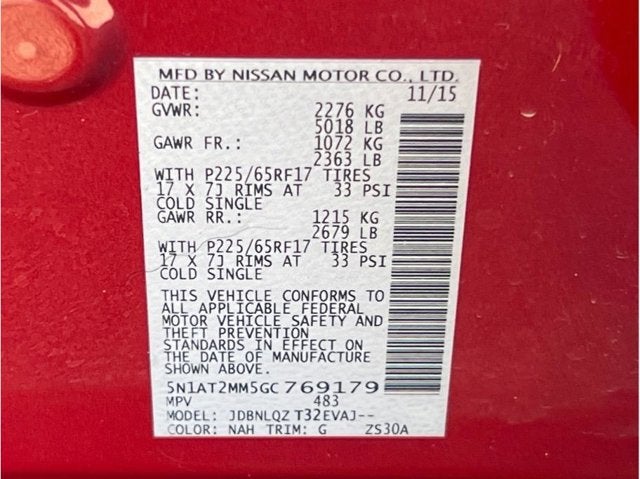 MFD BY NISSAN MOTOR CO., LTD.
DATE: 11/15
GVWR: 2276 KG
5018 LB
GAWR FR.: 1072 KG
2363 LB
WITH P225/65RF17 TIRES
17 X 7J RIMS AT 33 PSI
COLD SINGLE
GAWR RR.: 1215 KG
2679 LB
WITH P225/65RF17 TIRES
17 X 7J RIMS AT 33 PSI
COLD SINGLE
THIS VEHICLE CONFORMS TO
ALL APPLICABLE FEDERAL
MOTOR VEHICLE SAFETY AND
THEFT PREVENTION
STANDARDS IN EFFECT ON
THE DATE OF MANUFACTURE
SHOWN ABOVE.
5N1AT2MM5GC769179
MPV 483
MODEL: JDBNLQZ T32EVAJ--
COLOR: NAH TRIM: G ZS30A